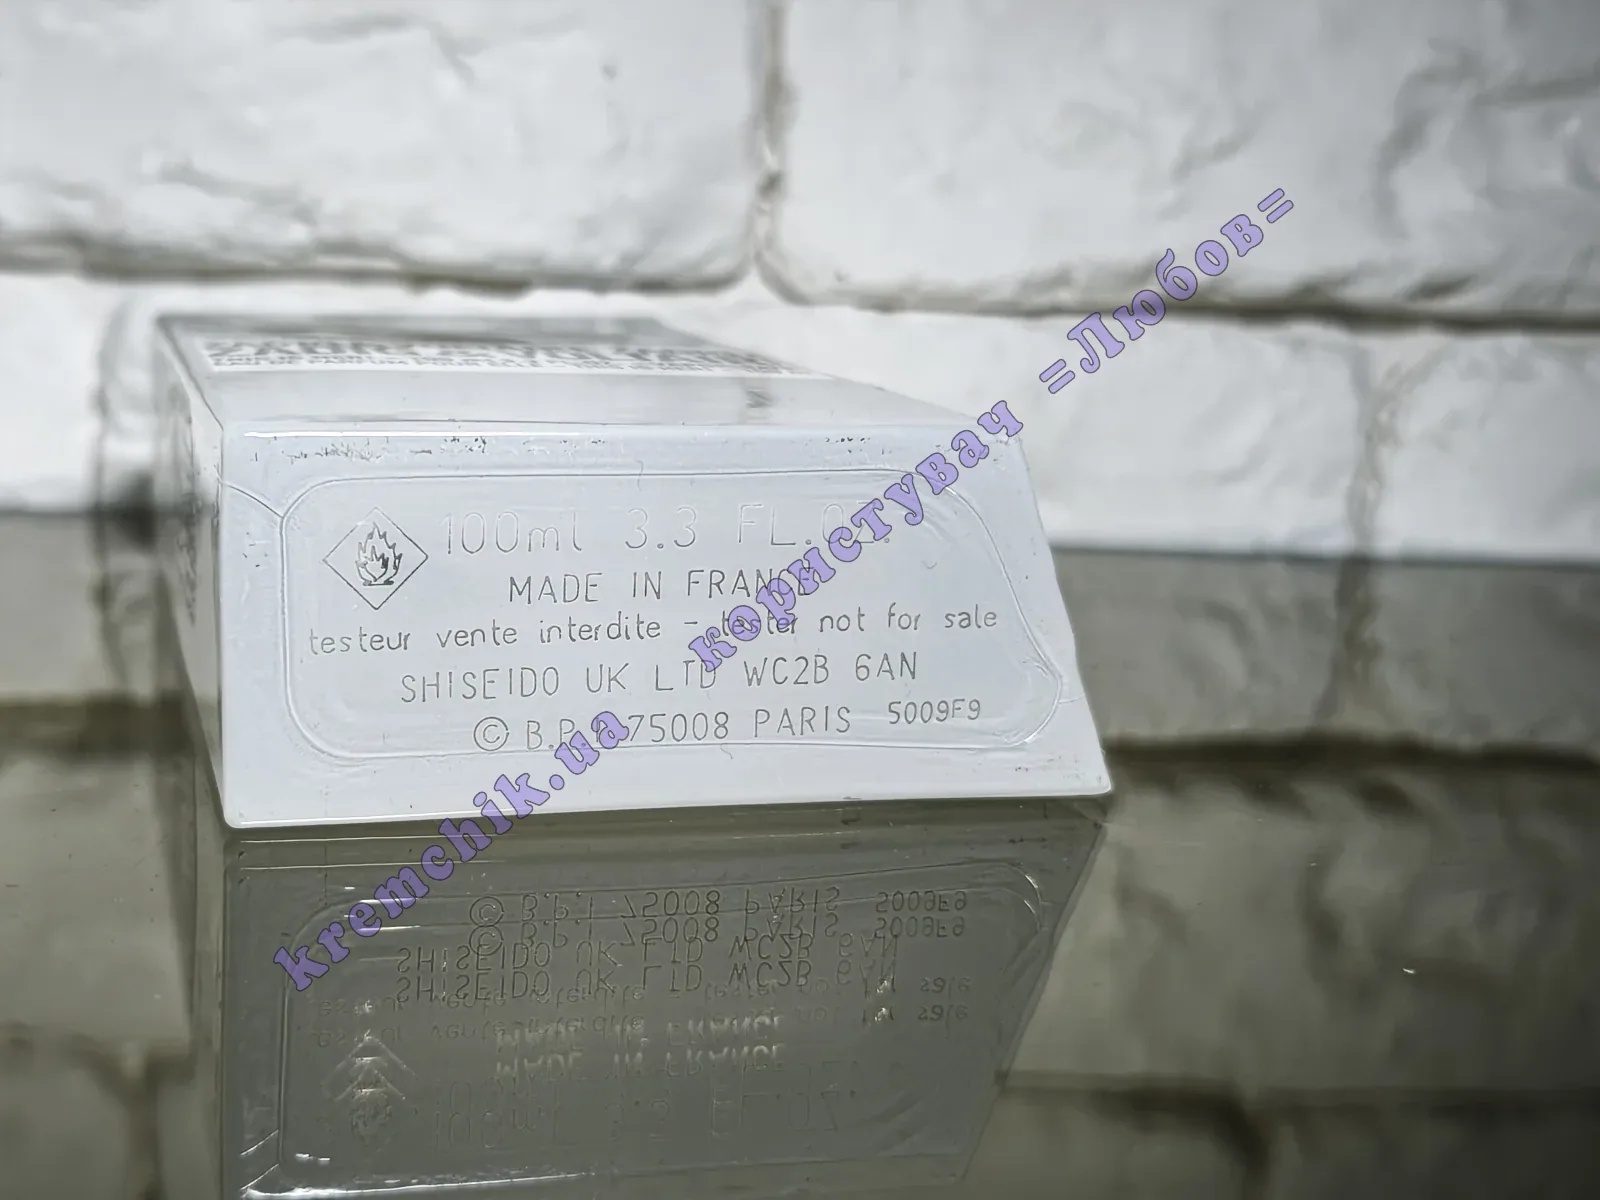 100ml 3.3 FL.OZ.
MADE IN FRANCE
testeur vente interdite - tester not for sale
SHISEIDO UK LTD WC2B 6AN
© B.P.I 75008 PARIS 5009F9
kremchik.ua користувач =Любов=